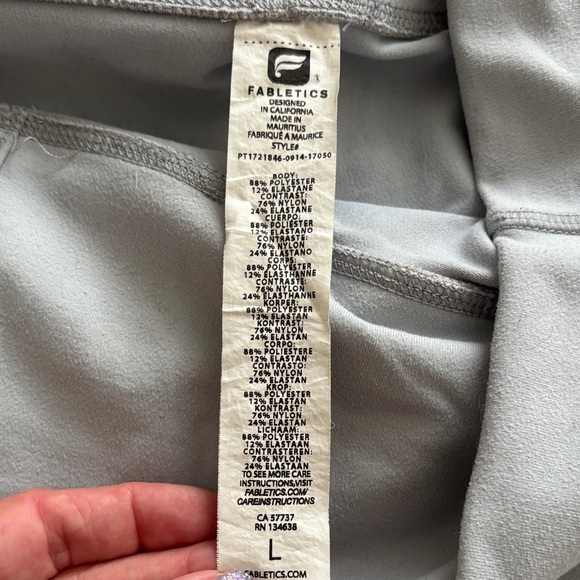 FABLETICS
DESIGNED
IN CALIFORNIA
MADE IN
MAURITIUS
FABRIQUÉ A MAURICE
STYLE#
PT1721846-0914-17050
BODY:
88% POLYESTER
12% ELASTANE
CONTRAST:
76% NYLON
24% ELASTANE
CUERPO:
88% POLIÉSTER
12% ELASTANO
CONTRASTE:
76% NYLON
24% ELASTANO
CORPS:
88% POLYESTER
12% ÉLASTHANNE
CONTRASTE:
76% NYLON
24% ÉLASTHANNE
KORPER:
88% POLYESTER
12% ELASTAN
KONTRAST:
76% NYLON
24% ELASTAN
CORPO:
88% POLIESTERE
12% ELASTAN
CONTRASTO:
76% NYLON
24% ELASTAN
KROP:
88% POLYESTER
12% ELASTAN
KONTRAST:
76% NYLON
24% ELASTAN
LICHAAM:
88% POLYESTER
12% ELASTAAN
CONTRASTEREN:
76% NYLON
24% ELASTAAN
TO SEE MORE CARE
INSTRUCTIONS,VISIT
FABLETICS.COM/
CAREINSTRUCTIONS
CA 57737
RN 134638
L
FABLETICS.COM